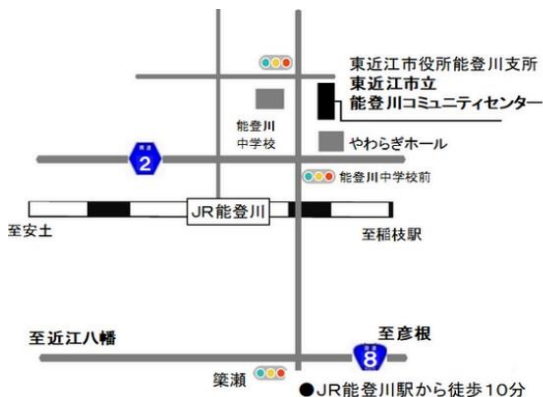 東近江市役所能登川支所
東近江市立
能登川コミュニティセンター
能登川
中学校
やわらぎホール
2
能登川中学校前
JR能登川
至安土
至稲枝駅
至近江八幡
至彦根
8
簗瀬
●JR能登川駅から徒歩10分